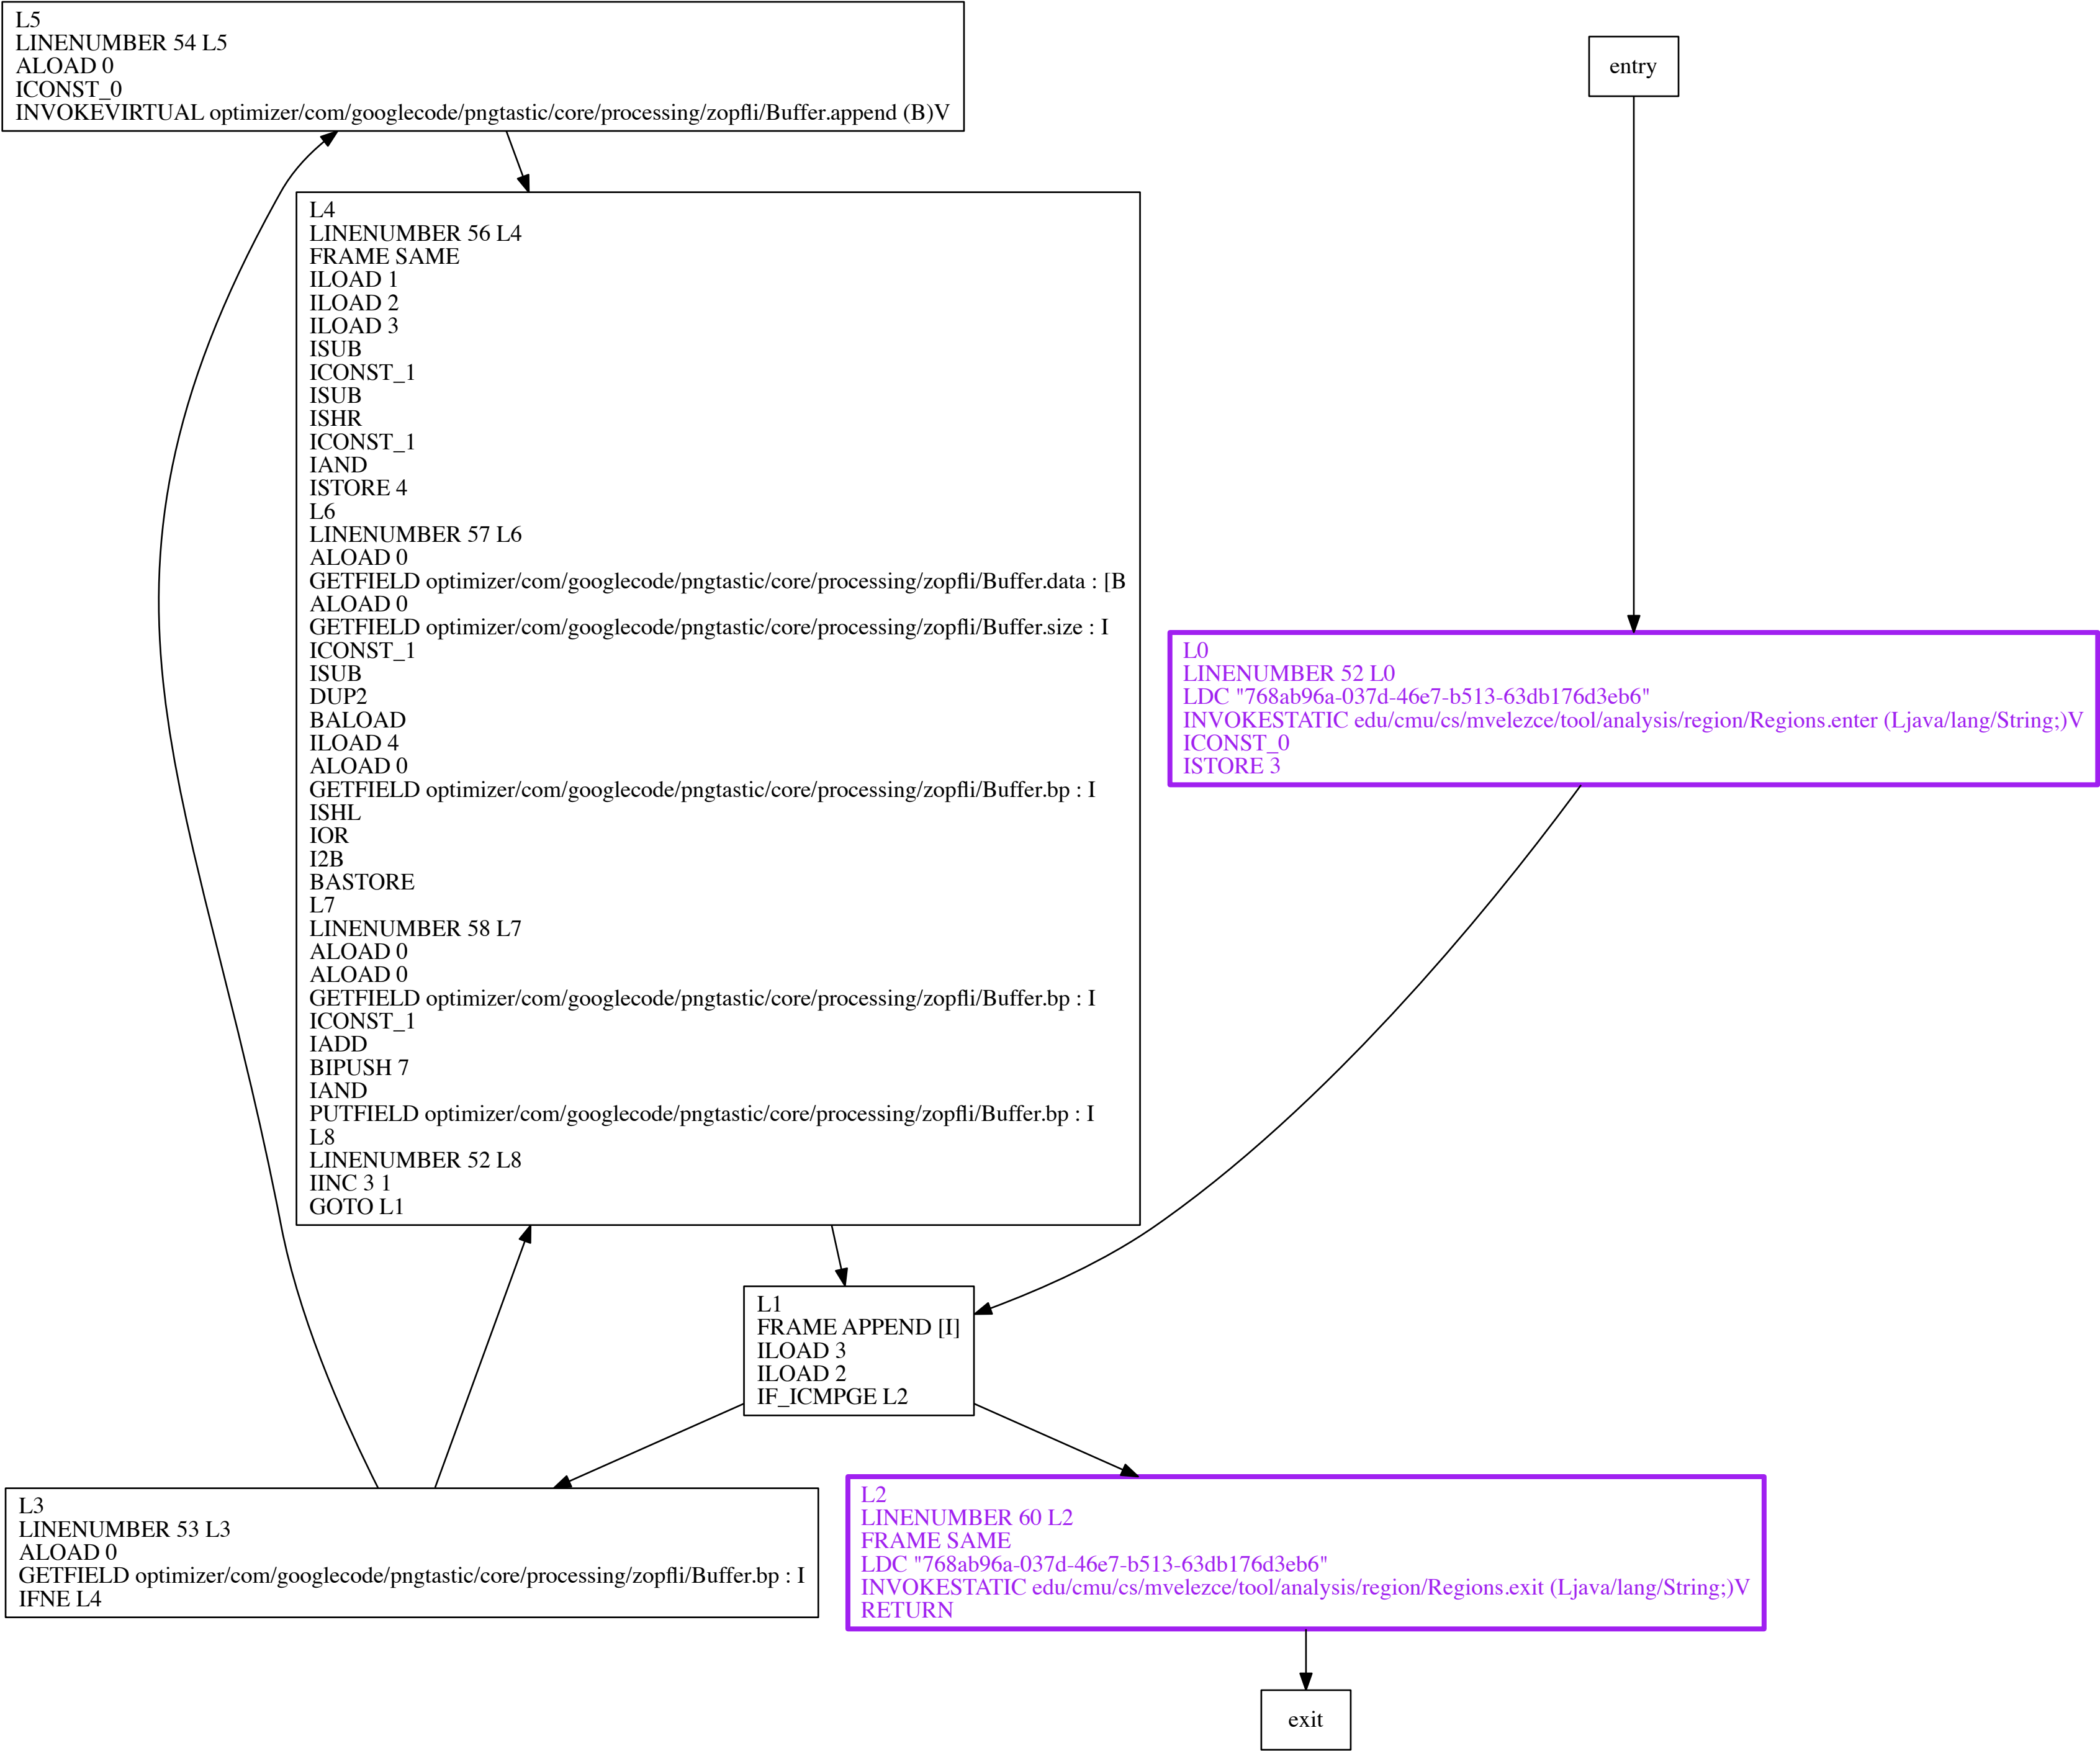 L5
LINENUMBER 54 L5
ALOAD 0
ICONST_0
INVOKEVIRTUAL optimizer/com/googlecode/pngtastic/core/processing/zopfli/Buffer.append (B)V
entry
L4
LINENUMBER 56 L4
FRAME SAME
ILOAD 1
ILOAD 2
ILOAD 3
ISUB
ICONST_1
ISUB
ISHR
ICONST_1
IAND
ISTORE 4
L6
LINENUMBER 57 L6
ALOAD 0
GETFIELD optimizer/com/googlecode/pngtastic/core/processing/zopfli/Buffer.data : [B
ALOAD 0
GETFIELD optimizer/com/googlecode/pngtastic/core/processing/zopfli/Buffer.size : I
ICONST_1
ISUB
DUP2
BALOAD
ILOAD 4
ALOAD 0
GETFIELD optimizer/com/googlecode/pngtastic/core/processing/zopfli/Buffer.bp : I
ISHL
IOR
I2B
BASTORE
L7
LINENUMBER 58 L7
ALOAD 0
ALOAD 0
GETFIELD optimizer/com/googlecode/pngtastic/core/processing/zopfli/Buffer.bp : I
ICONST_1
IADD
BIPUSH 7
IAND
PUTFIELD optimizer/com/googlecode/pngtastic/core/processing/zopfli/Buffer.bp : I
L8
LINENUMBER 52 L8
IINC 3 1
GOTO L1
L0
LINENUMBER 52 L0
LDC "768ab96a-037d-46e7-b513-63db176d3eb6"
INVOKESTATIC edu/cmu/cs/mvelezce/tool/analysis/region/Regions.enter (Ljava/lang/String;)V
ICONST_0
ISTORE 3
L1
FRAME APPEND [I]
ILOAD 3
ILOAD 2
IF_ICMPGE L2
L3
LINENUMBER 53 L3
ALOAD 0
GETFIELD optimizer/com/googlecode/pngtastic/core/processing/zopfli/Buffer.bp : I
IFNE L4
L2
LINENUMBER 60 L2
FRAME SAME
LDC "768ab96a-037d-46e7-b513-63db176d3eb6"
INVOKESTATIC edu/cmu/cs/mvelezce/tool/analysis/region/Regions.exit (Ljava/lang/String;)V
RETURN
exit